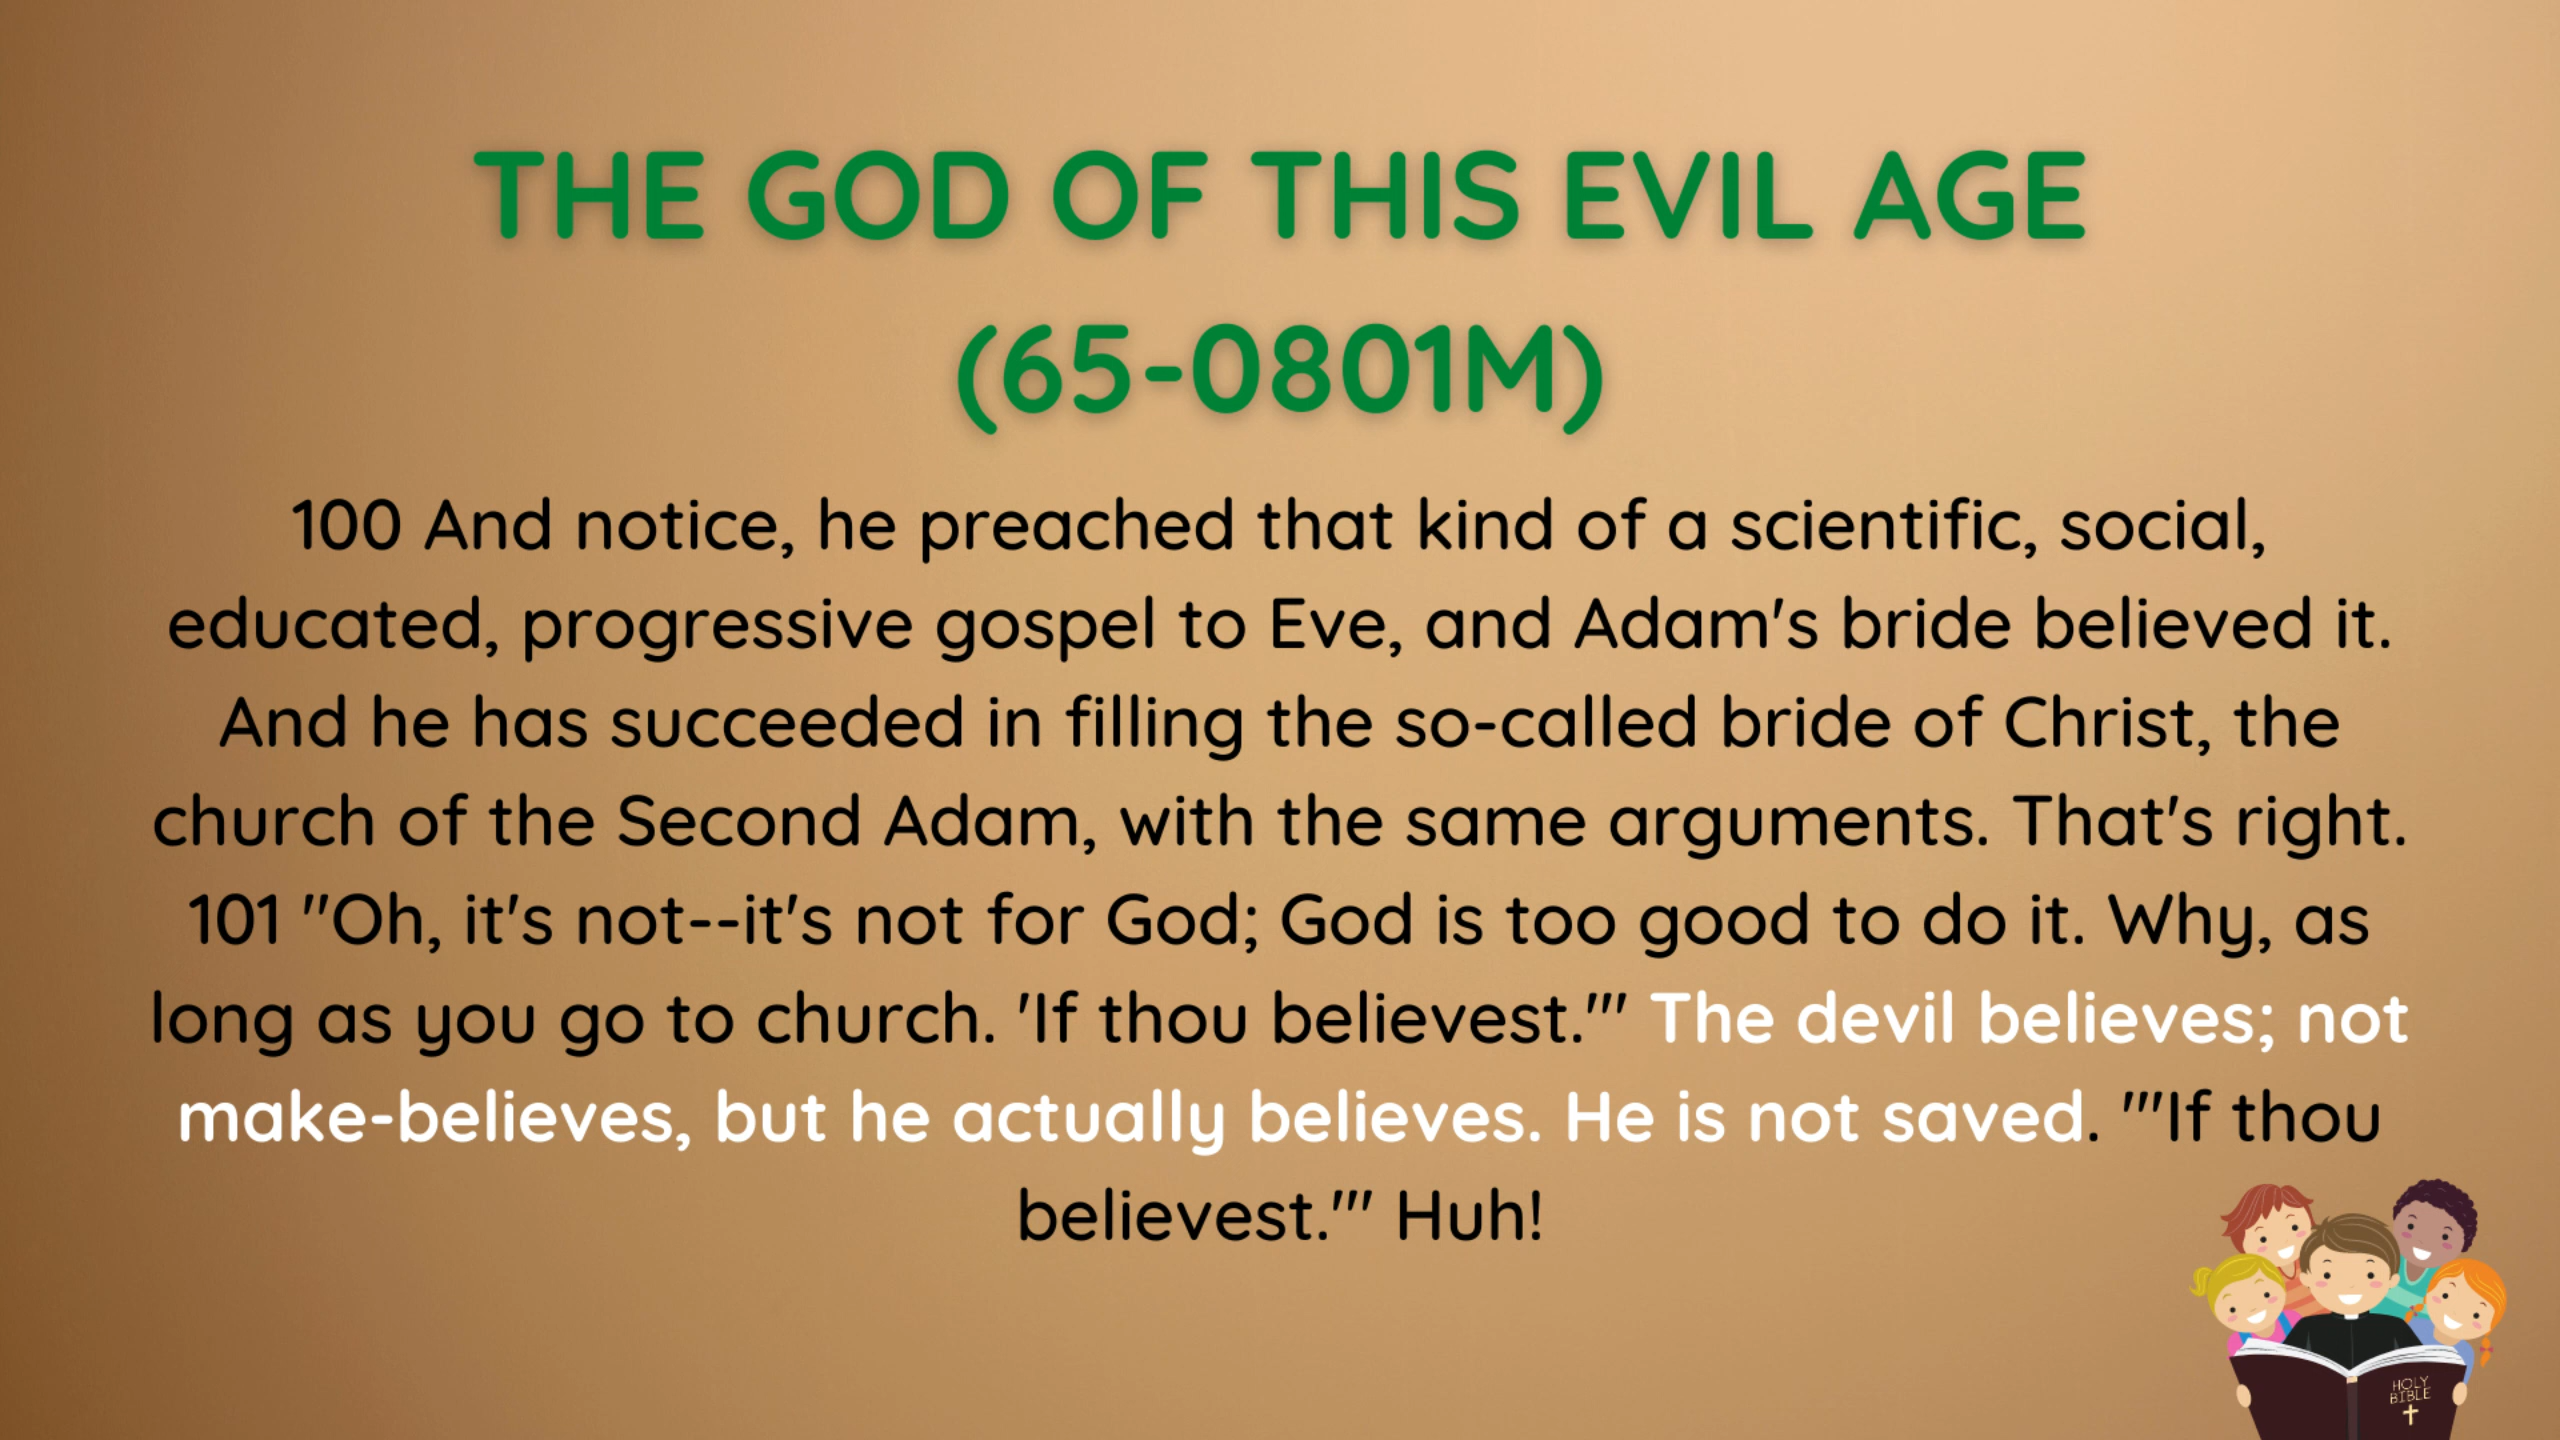 THE GOD OF THIS EVIL AGE
(65-0801M)
100 And notice, he preached that kind of a scientific, social,
educated, progressive gospel to Eve, and Adam's bride believed it.
And he has succeeded in filling the so-called bride of Christ, the
church of the Second Adam, with the same arguments. That's right.
101 "Oh, it's not--it's not for God; God is too good to do it. Why, as
long as you go to church. 'If thou believest.'" The devil believes; not
make-believes, but he actually believes. He is not saved. "'If thou
believest.'" Huh!
HOLY
BIBLE